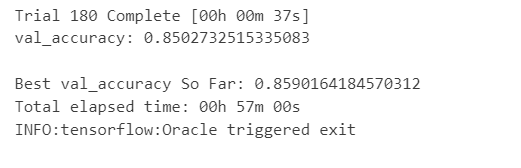 Trial 180 Complete [00h 00m 37s]
val_accuracy: 0.8502732515335083
Best val_accuracy So Far: 0.8590164184570312
Total elapsed time: 00h 57m 00s
INFO:tensorflow:Oracle triggered exit